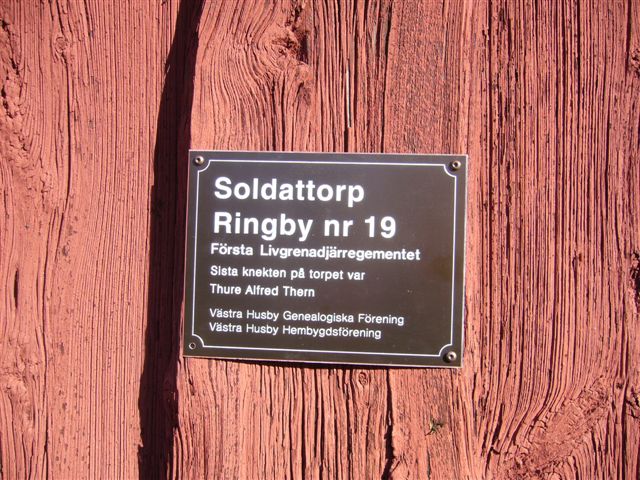 Soldattorp
Ringby nr 19
Första Livgrenadjärregementet
Sista knekten på torpet var
Thure Alfred Thern
Västra Husby Genealogiska Förening
Västra Husby Hembygdsförening